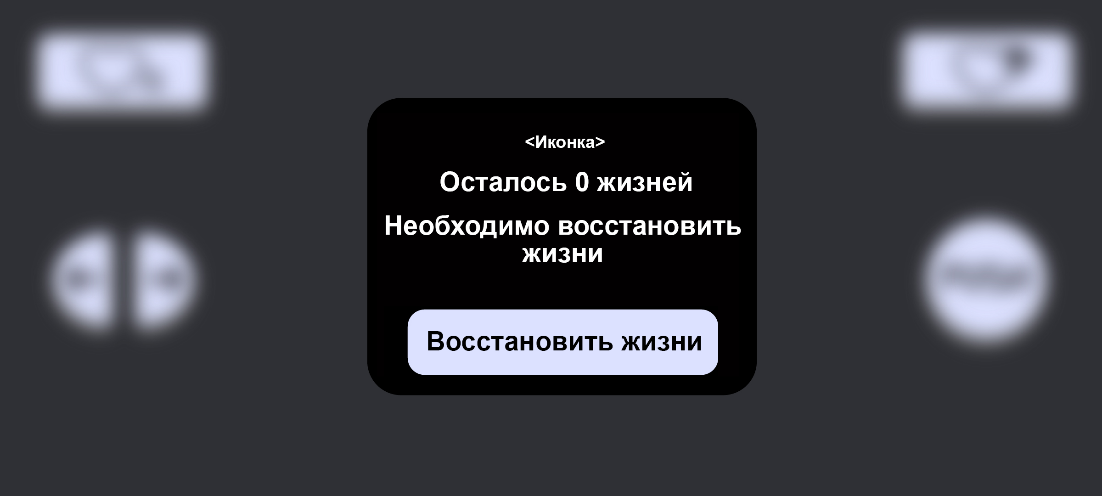 <Иконка>
Осталось 0 жизней
Необходимо восстановить
жизни
Восстановить жизни